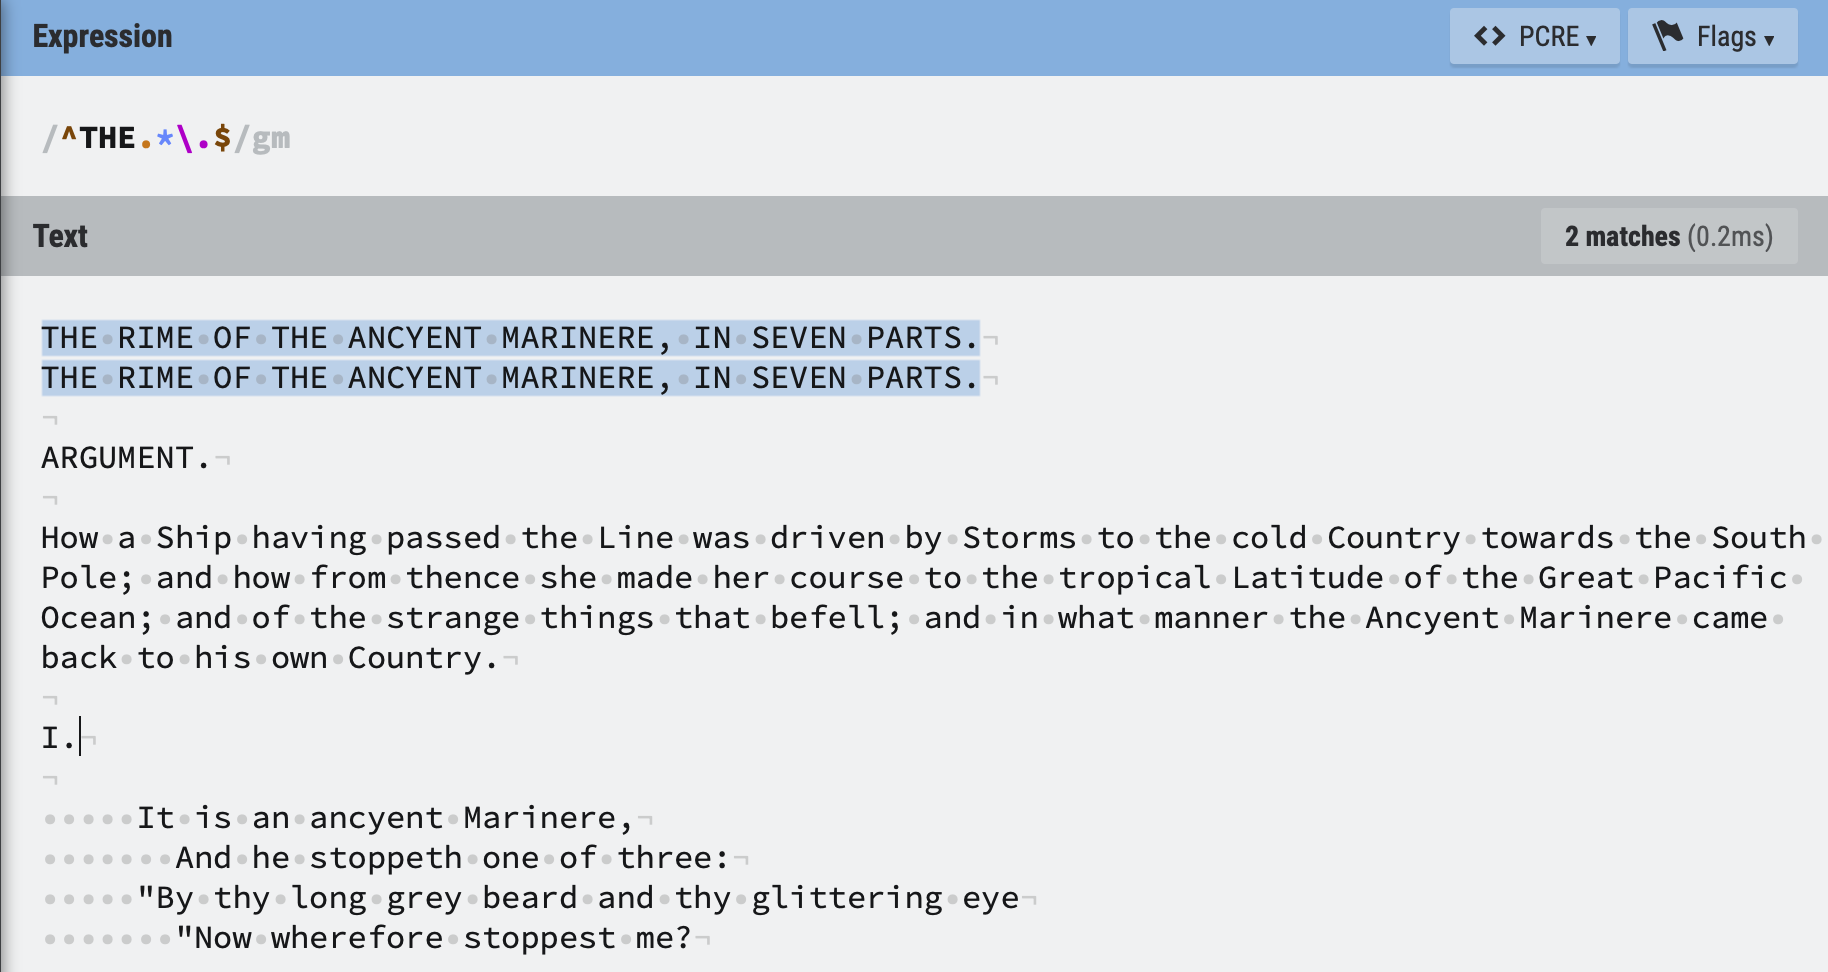 Expression
<> PCRE ▾
Flags ▾
/^THE.*\.$/gm
Text
2 matches (0.2ms)
THE RIME OF THE ANCYENT MARINERE, IN SEVEN PARTS.
THE RIME OF THE ANCYENT MARINERE, IN SEVEN PARTS.
ARGUMENT.
How a Ship having passed the Line was driven by Storms to the cold Country towards the South
Pole; and how from thence she made her course to the tropical Latitude of the Great Pacific
Ocean; and of the strange things that befell; and in what manner the Ancyent Marinere came
back to his own Country.
I.
It is an ancyent Marinere,
And he stoppeth one of three:
"By thy long grey beard and thy glittering eye
"Now wherefore stoppest me?